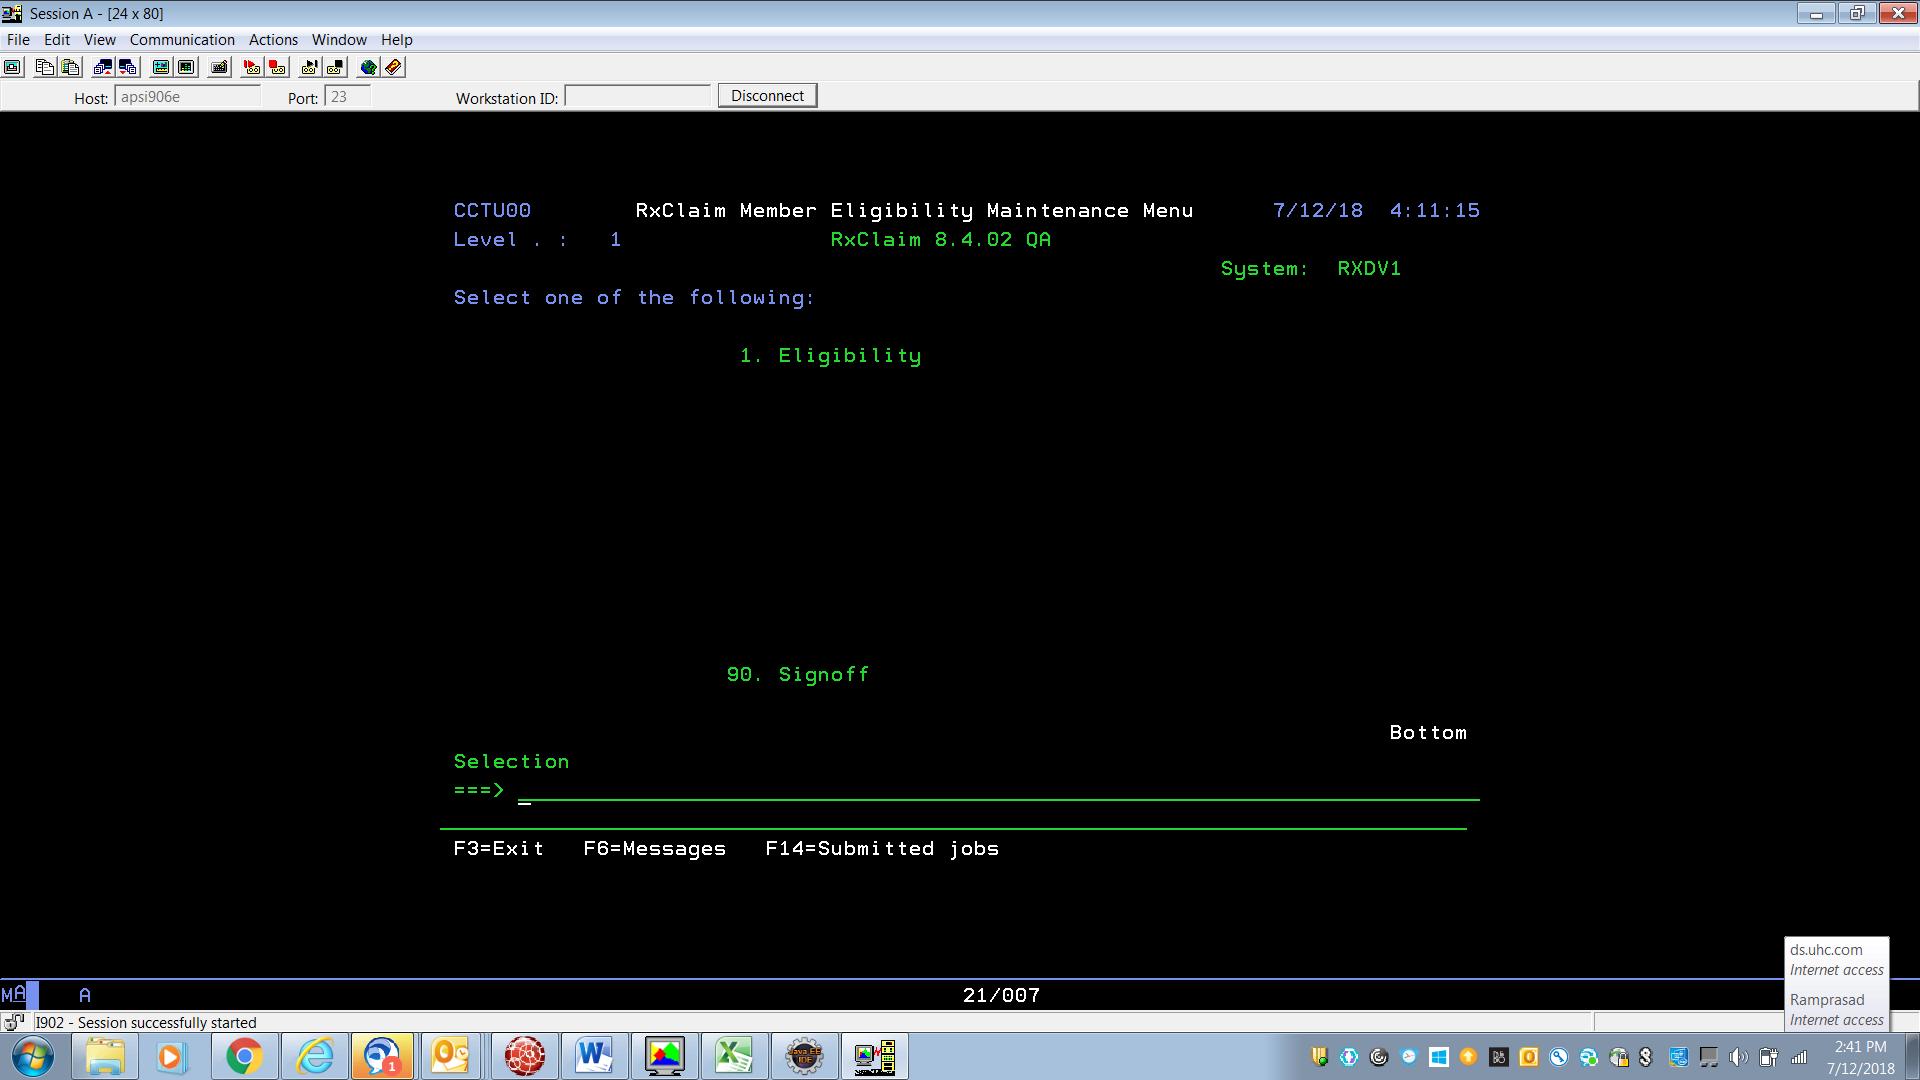 Session A - [24 x 80]
File Edit View Communication Actions Window Help
Host: apsi906e Port: 23 Workstation ID: Disconnect
CCTU00 RxClaim Member Eligibility Maintenance Menu 7/12/18 4:11:15
Level . : 1 RxClaim 8.4.02 QA
System: RXDV1
Select one of the following:
1. Eligibility
90. Signoff
Bottom
Selection
===>
F3=Exit F6=Messages F14=Submitted jobs
ds.uhc.com
Internet access
Ramprasad
Internet access
MA A 21/007
I902 - Session successfully started
1
Java EE
IDE
2:41 PM
7/12/2018